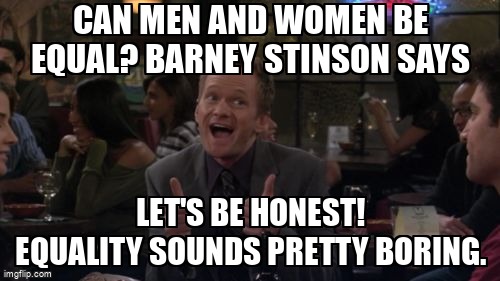 CAN MEN AND WOMEN BE
EQUAL? BARNEY STINSON SAYS
LET'S BE HONEST!
EQUALITY SOUNDS PRETTY BORING.
imgflip.com